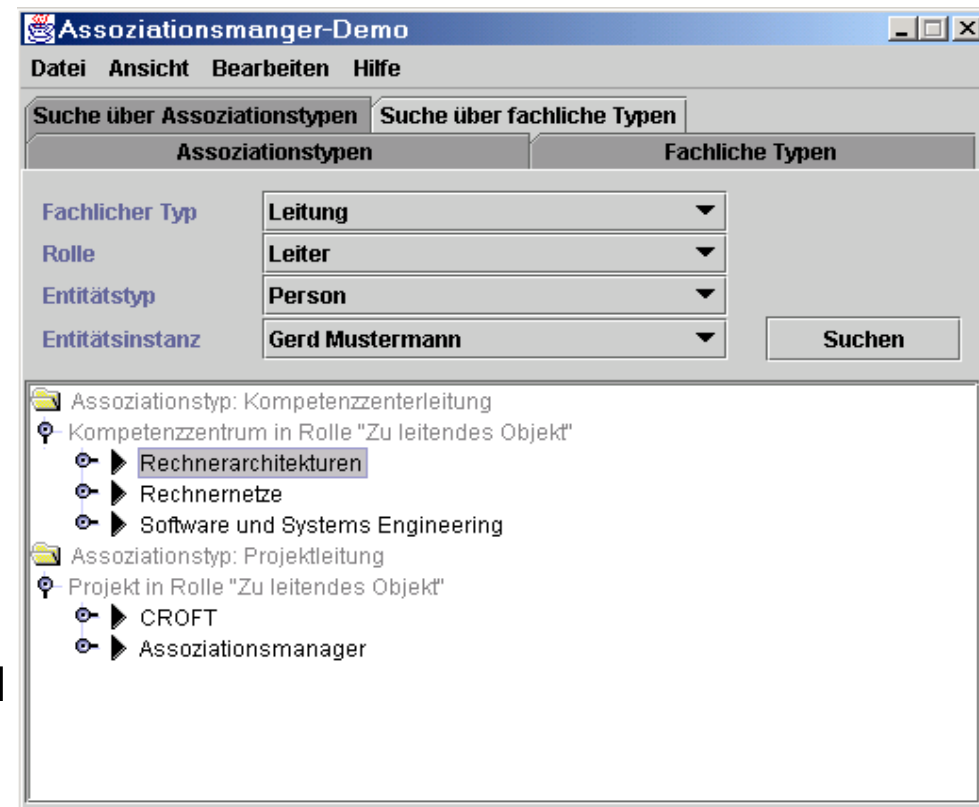 Assoziationsmanger-Demo
Datei Ansicht Bearbeiten Hilfe
Suche über Assoziationstypen Suche über fachliche Typen
Assoziationstypen Fachliche Typen
Fachlicher Typ Leitung
Rolle Leiter
Entitätstyp Person
Entitätsinstanz Gerd Mustermann Suchen
Assoziationstyp: Kompetenzzenterleitung
Kompetenzzentrum in Rolle "Zu leitendes Objekt"
Rechnerarchitekturen
Rechnernetze
Software und Systems Engineering
Assoziationstyp: Projektleitung
Projekt in Rolle "Zu leitendes Objekt"
CROFT
Assoziationsmanager